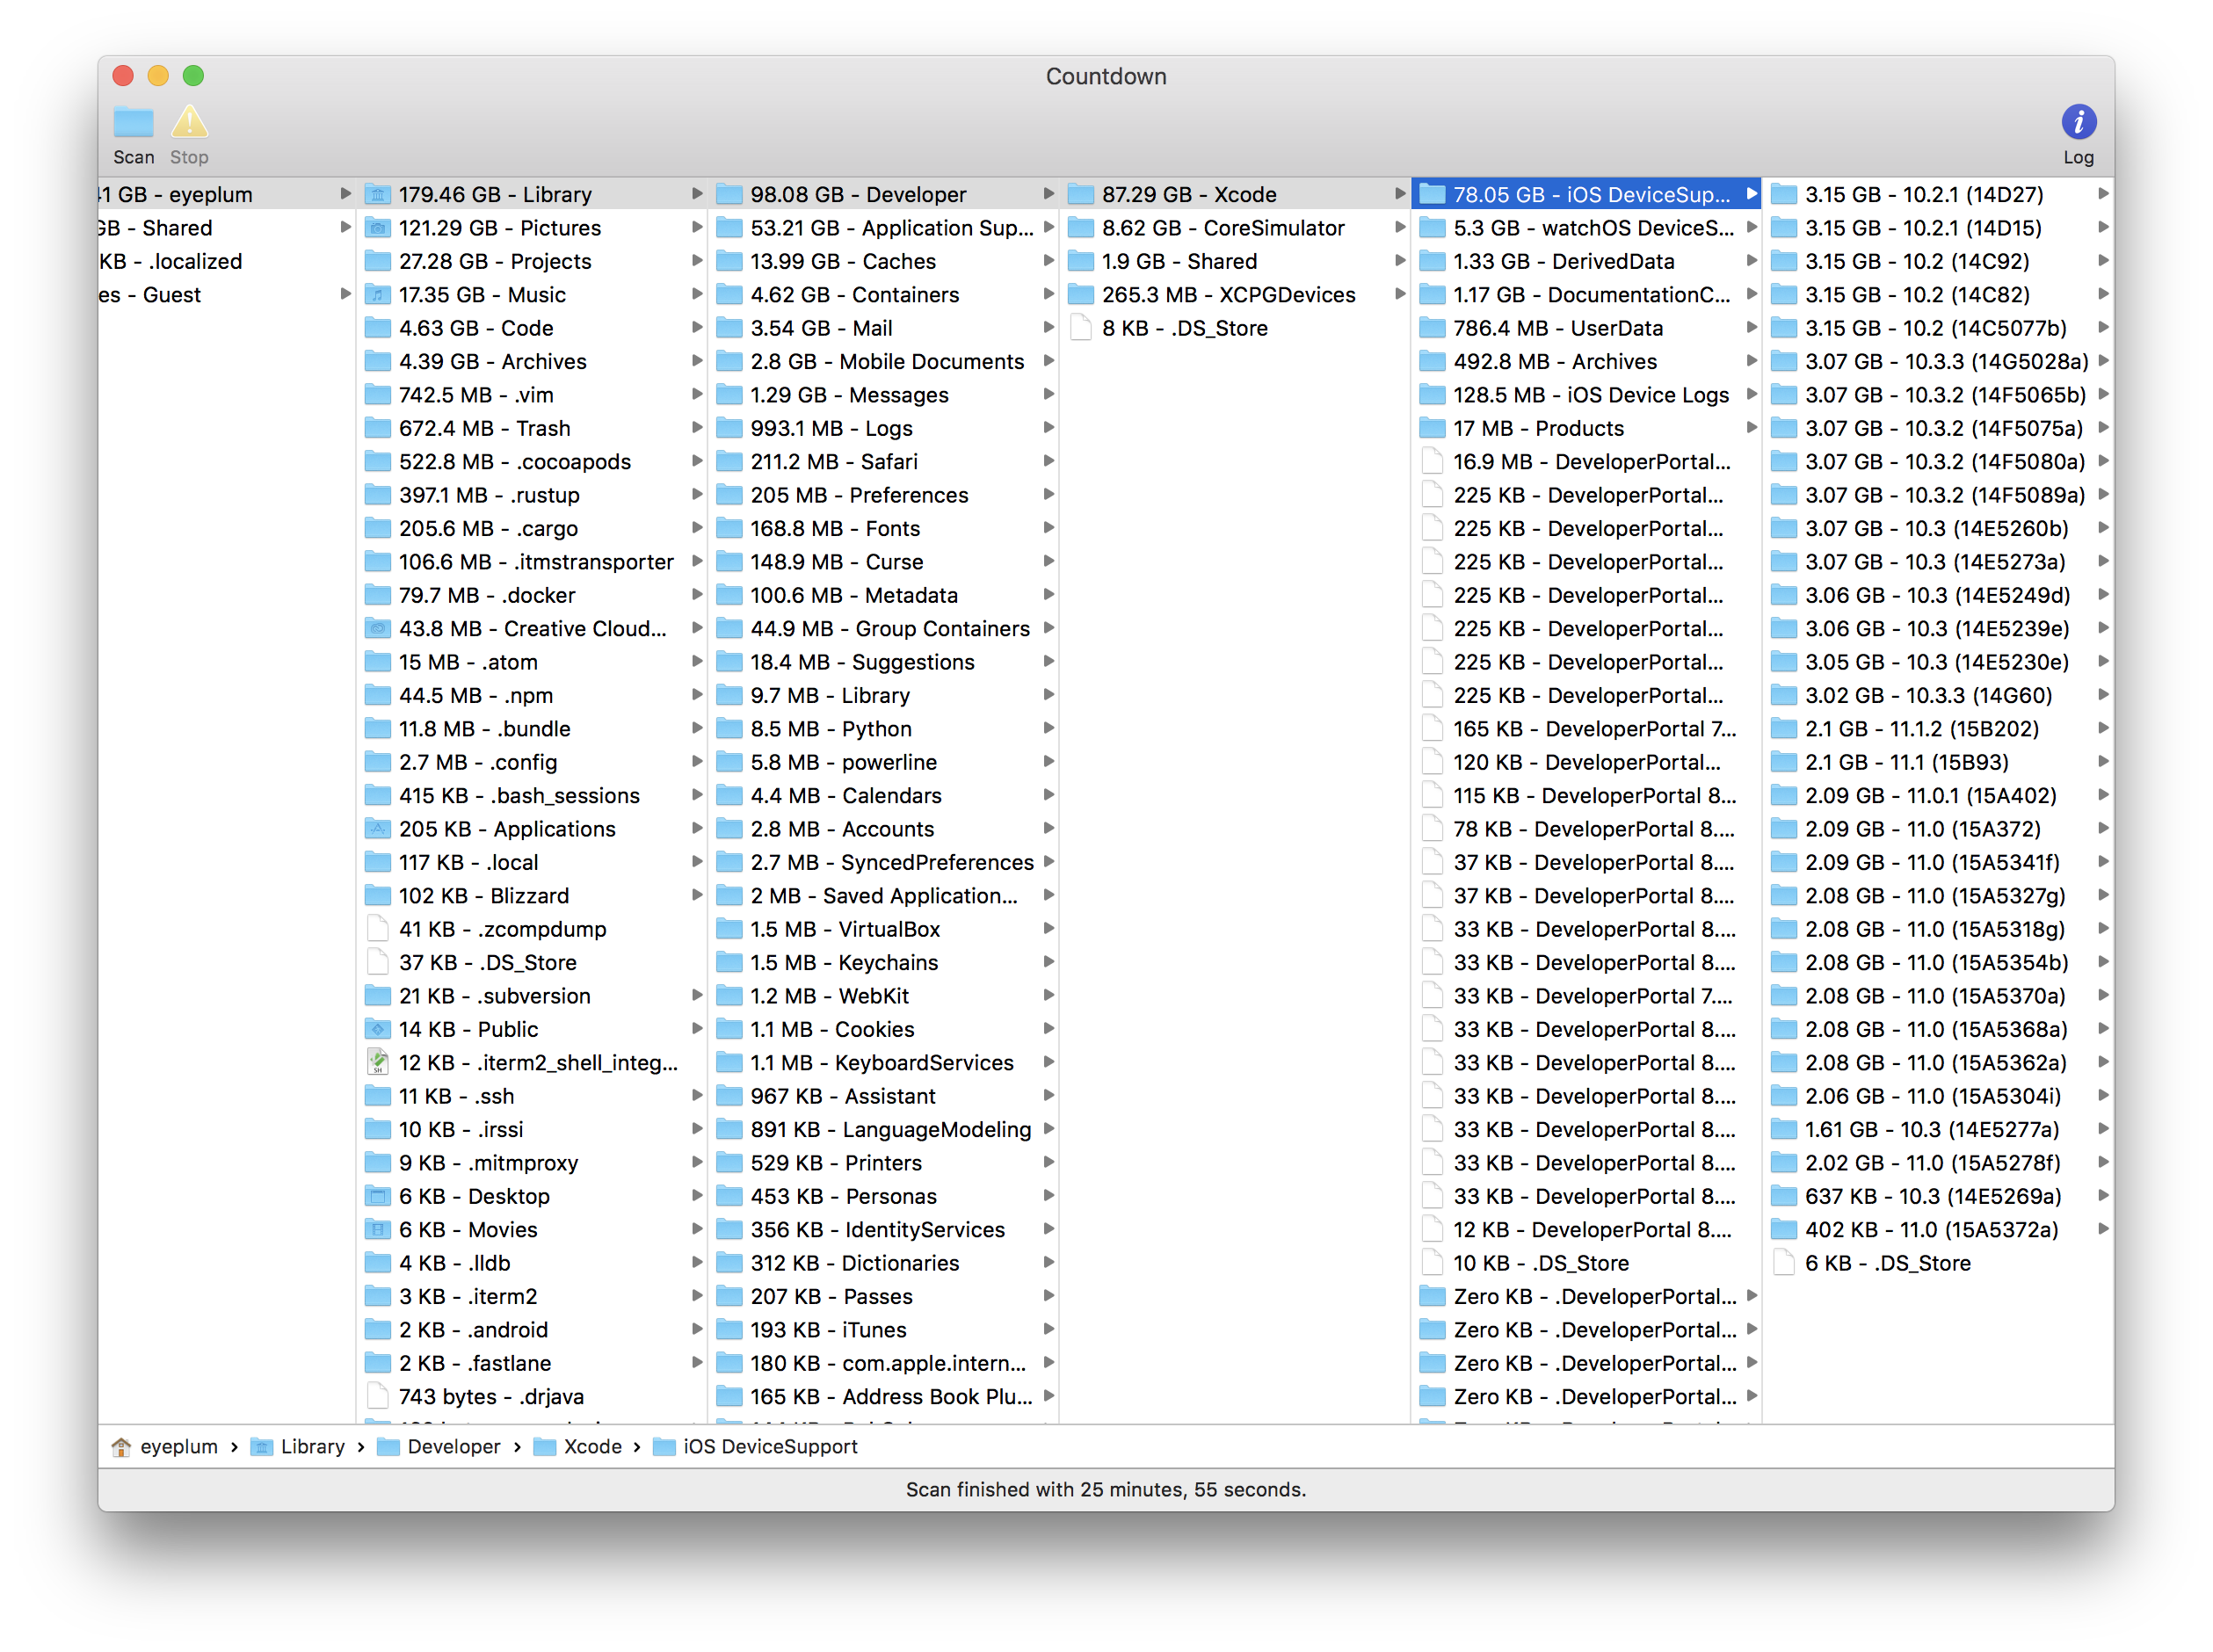 Countdown
Scan
Stop
Log
1 GB - eyeplum
GB - Shared
KB - .localized
es - Guest
179.46 GB - Library
121.29 GB - Pictures
27.28 GB - Projects
17.35 GB - Music
4.63 GB - Code
4.39 GB - Archives
742.5 MB - .vim
672.4 MB - Trash
522.8 MB - .cocoapods
397.1 MB - .rustup
205.6 MB - .cargo
106.6 MB - .itmstransporter
79.7 MB - .docker
43.8 MB - Creative Cloud...
15 MB - .atom
44.5 MB - .npm
11.8 MB - .bundle
2.7 MB - .config
415 KB - .bash_sessions
205 KB - Applications
117 KB - .local
102 KB - Blizzard
41 KB - .zcompdump
37 KB - .DS_Store
21 KB - .subversion
14 KB - Public
12 KB - .iterm2_shell_integ...
11 KB - .ssh
10 KB - .irssi
9 KB - .mitmproxy
6 KB - Desktop
6 KB - Movies
4 KB - .lldb
3 KB - .iterm2
2 KB - .android
2 KB - .fastlane
743 bytes - .drjava
98.08 GB - Developer
53.21 GB - Application Sup...
13.99 GB - Caches
4.62 GB - Containers
3.54 GB - Mail
2.8 GB - Mobile Documents
1.29 GB - Messages
993.1 MB - Logs
211.2 MB - Safari
205 MB - Preferences
168.8 MB - Fonts
148.9 MB - Curse
100.6 MB - Metadata
44.9 MB - Group Containers
18.4 MB - Suggestions
9.7 MB - Library
8.5 MB - Python
5.8 MB - powerline
4.4 MB - Calendars
2.8 MB - Accounts
2.7 MB - SyncedPreferences
2 MB - Saved Application...
1.5 MB - VirtualBox
1.5 MB - Keychains
1.2 MB - WebKit
1.1 MB - Cookies
1.1 MB - KeyboardServices
967 KB - Assistant
891 KB - LanguageModeling
529 KB - Printers
453 KB - Personas
356 KB - IdentityServices
312 KB - Dictionaries
207 KB - Passes
193 KB - iTunes
180 KB - com.apple.intern...
165 KB - Address Book Plu...
87.29 GB - Xcode
8.62 GB - CoreSimulator
1.9 GB - Shared
265.3 MB - XCPGDevices
8 KB - .DS_Store
78.05 GB - iOS DeviceSup...
5.3 GB - watchOS DeviceS...
1.33 GB - DerivedData
1.17 GB - DocumentationC...
786.4 MB - UserData
492.8 MB - Archives
128.5 MB - iOS Device Logs
17 MB - Products
16.9 MB - DeveloperPortal...
225 KB - DeveloperPortal...
225 KB - DeveloperPortal...
225 KB - DeveloperPortal...
225 KB - DeveloperPortal...
225 KB - DeveloperPortal...
225 KB - DeveloperPortal...
225 KB - DeveloperPortal...
165 KB - DeveloperPortal 7...
120 KB - DeveloperPortal...
115 KB - DeveloperPortal 8...
78 KB - DeveloperPortal 8....
37 KB - DeveloperPortal 8....
37 KB - DeveloperPortal 8....
33 KB - DeveloperPortal 8....
33 KB - DeveloperPortal 8....
33 KB - DeveloperPortal 7....
33 KB - DeveloperPortal 8....
33 KB - DeveloperPortal 8....
33 KB - DeveloperPortal 8....
33 KB - DeveloperPortal 8....
33 KB - DeveloperPortal 8....
33 KB - DeveloperPortal 8....
12 KB - DeveloperPortal 8....
10 KB - .DS_Store
Zero KB - .DeveloperPortal...
Zero KB - .DeveloperPortal...
Zero KB - .DeveloperPortal...
Zero KB - .DeveloperPortal...
3.15 GB - 10.2.1 (14D27)
3.15 GB - 10.2.1 (14D15)
3.15 GB - 10.2 (14C92)
3.15 GB - 10.2 (14C82)
3.15 GB - 10.2 (14C5077b)
3.07 GB - 10.3.3 (14G5028a)
3.07 GB - 10.3.2 (14F5065b)
3.07 GB - 10.3.2 (14F5075a)
3.07 GB - 10.3.2 (14F5080a)
3.07 GB - 10.3.2 (14F5089a)
3.07 GB - 10.3 (14E5260b)
3.07 GB - 10.3 (14E5273a)
3.06 GB - 10.3 (14E5249d)
3.06 GB - 10.3 (14E5239e)
3.05 GB - 10.3 (14E5230e)
3.02 GB - 10.3.3 (14G60)
2.1 GB - 11.1.2 (15B202)
2.1 GB - 11.1 (15B93)
2.09 GB - 11.0.1 (15A402)
2.09 GB - 11.0 (15A372)
2.09 GB - 11.0 (15A5341f)
2.08 GB - 11.0 (15A5327g)
2.08 GB - 11.0 (15A5318g)
2.08 GB - 11.0 (15A5354b)
2.08 GB - 11.0 (15A5370a)
2.08 GB - 11.0 (15A5368a)
2.08 GB - 11.0 (15A5362a)
2.06 GB - 11.0 (15A5304i)
1.61 GB - 10.3 (14E5277a)
2.02 GB - 11.0 (15A5278f)
637 KB - 10.3 (14E5269a)
402 KB - 11.0 (15A5372a)
6 KB - .DS_Store
eyeplum › Library › Developer › Xcode › iOS DeviceSupport
Scan finished with 25 minutes, 55 seconds.